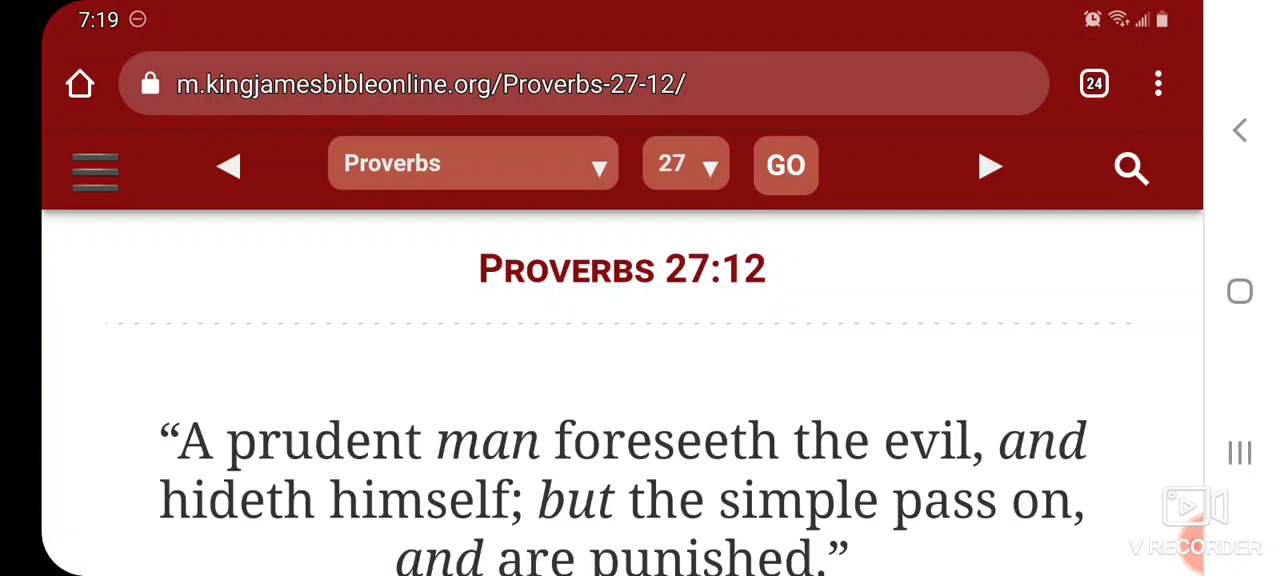 7:19
m.kingjamesbibleonline.org/Proverbs-27-12/
24
Proverbs
27
GO
PROVERBS 27:12
“A prudent man foreseeth the evil, and
hideth himself; but the simple pass on,
and are punished.”
V RECORDER